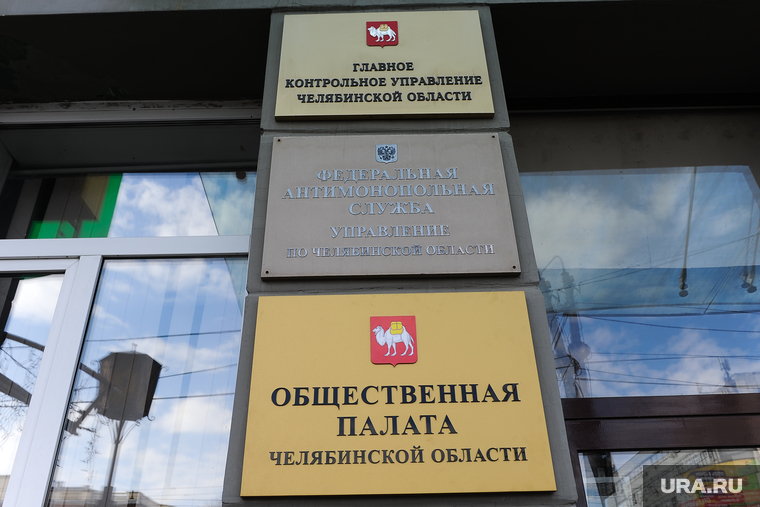 ГЛАВНОЕ
КОНТРОЛЬНОЕ УПРАВЛЕНИЕ
ЧЕЛЯБИНСКОЙ ОБЛАСТИ
ФЕДЕРАЛЬНАЯ
АНТИМОНОПОЛЬНАЯ
СЛУЖБА
УПРАВЛЕНИЕ
ПО ЧЕЛЯБИНСКОЙ ОБЛАСТИ
ОБЩЕСТВЕННАЯ
ПАЛАТА
ЧЕЛЯБИНСКОЙ ОБЛАСТИ
URA.RU